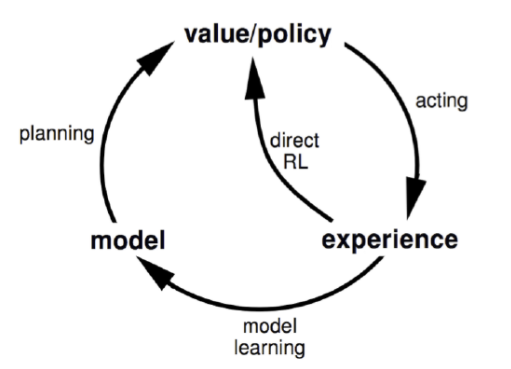 value/policy
acting
planning
direct
RL
model
experience
model
learning